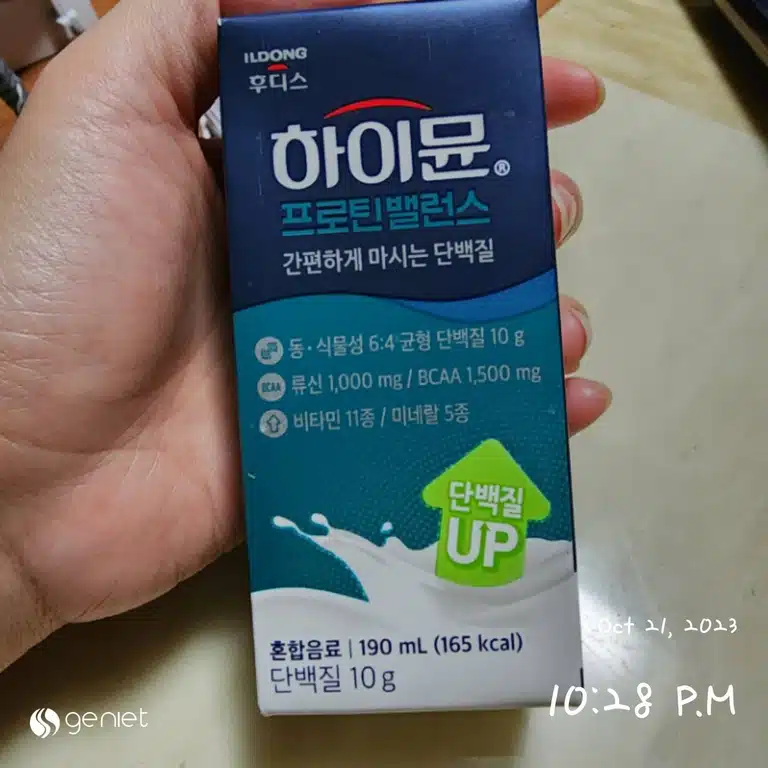 ILDONG
후디스
하이뮨®
프로틴밸런스
간편하게 마시는 단백질
동·식물성 6:4 균형 단백질 10 g
BCAA 류신 1,000 mg / BCAA 1,500 mg
비타민 11종 / 미네랄 5종
단백질
UP
혼합음료 | 190 mL (165 kcal)
단백질 10 g
Oct 21, 2023
10:28 P.M
geniet